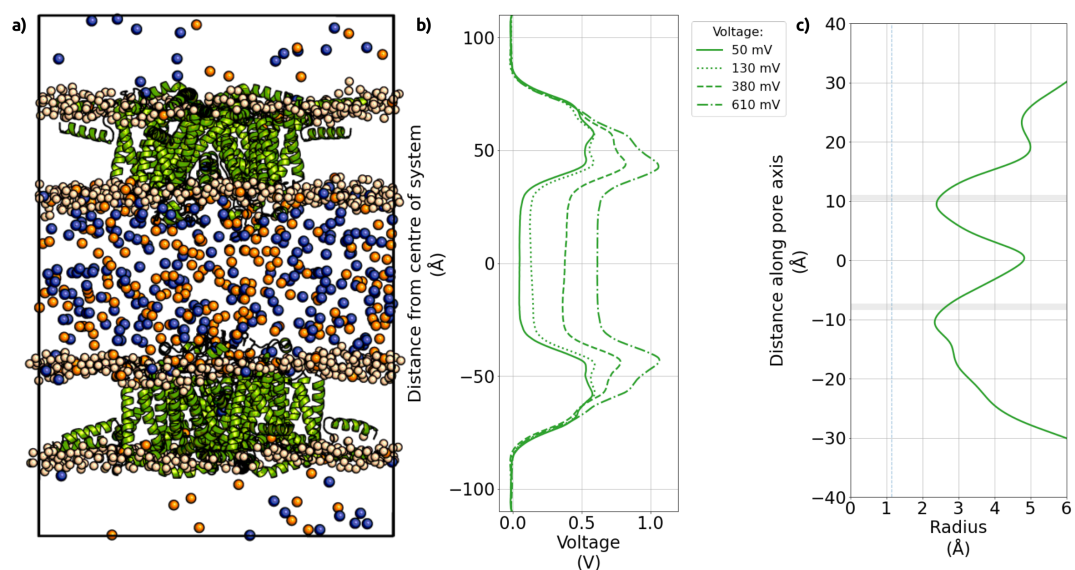 a)
b)
Distance from centre of system
(Å)
100
50
0
−50
−100
0.0
0.5
1.0
Voltage
(V)
Voltage:
50 mV
130 mV
380 mV
610 mV
c)
Distance along pore axis
(Å)
40
30
20
10
0
−10
−20
−30
−40
0
1
2
3
4
5
6
Radius
(Å)